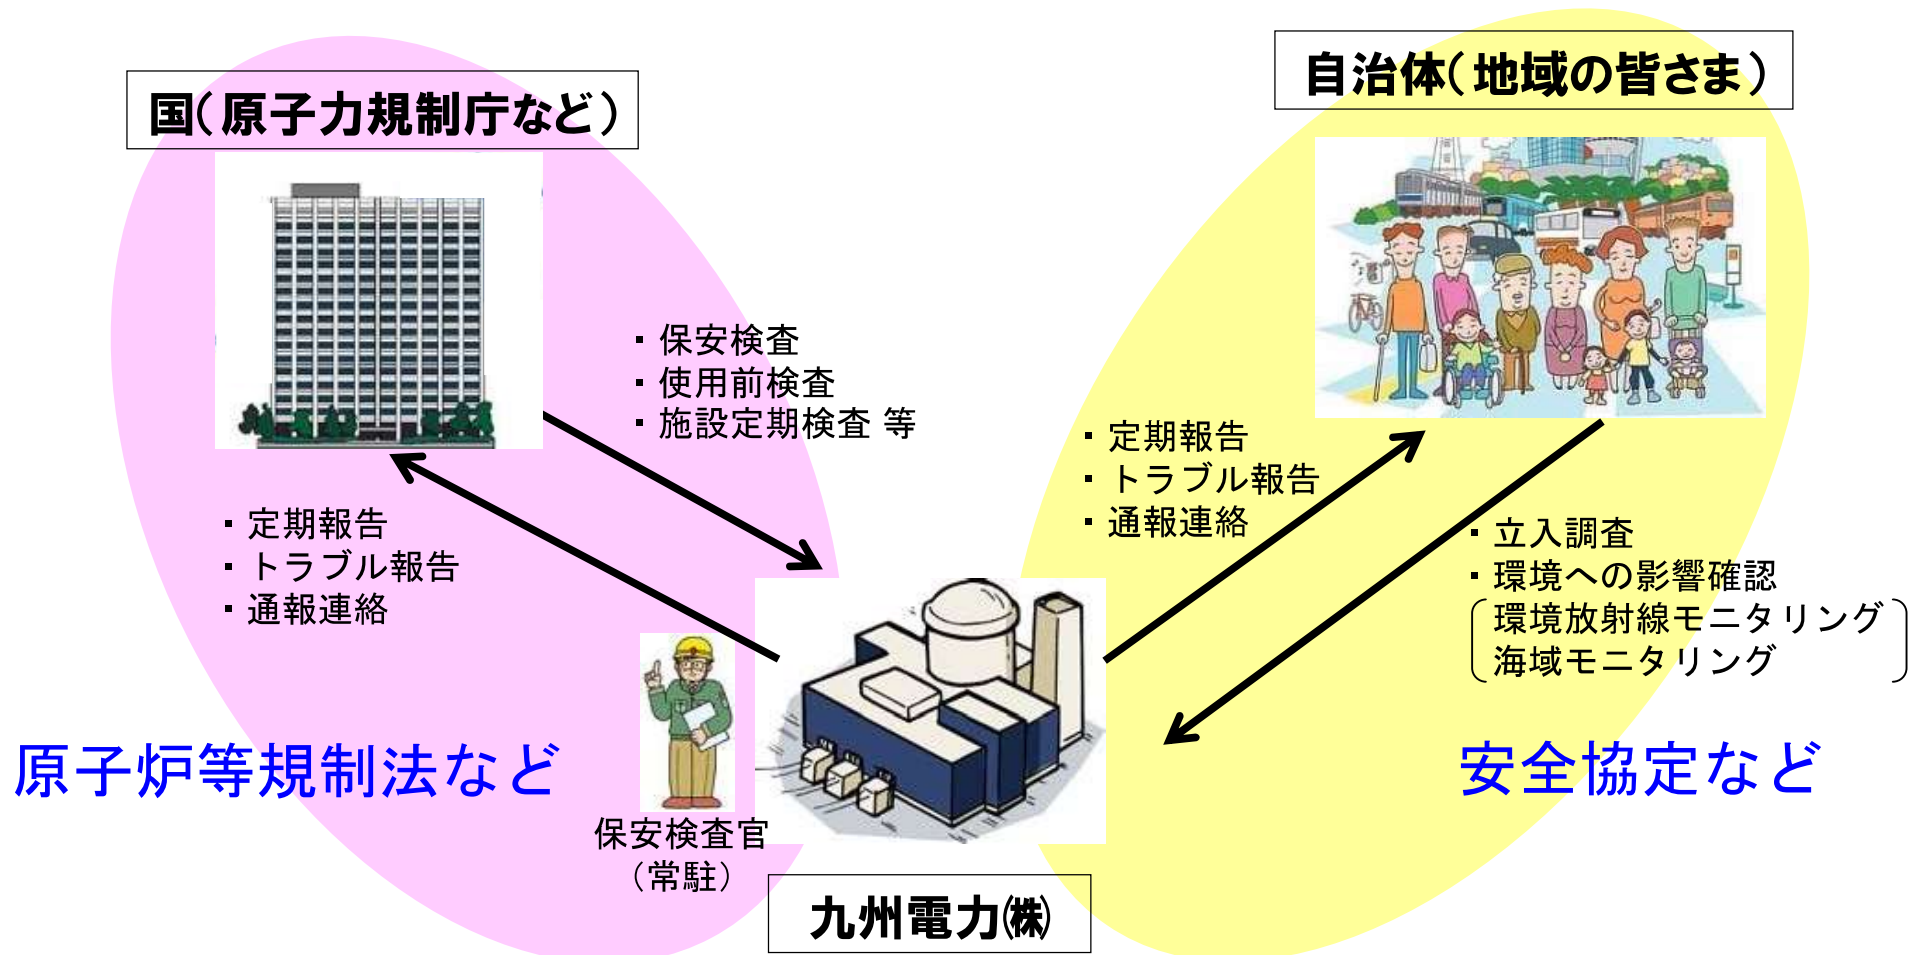 国(原子力規制庁など)
自治体(地域の皆さま)
・保安検査
・使用前検査
・施設定期検査 等
・定期報告
・トラブル報告
・通報連絡
・定期報告
・トラブル報告
・通報連絡
・立入調査
・環境への影響確認
環境放射線モニタリング
海域モニタリング
原子炉等規制法など
安全協定など
保安検査官
(常駐)
九州電力㈱